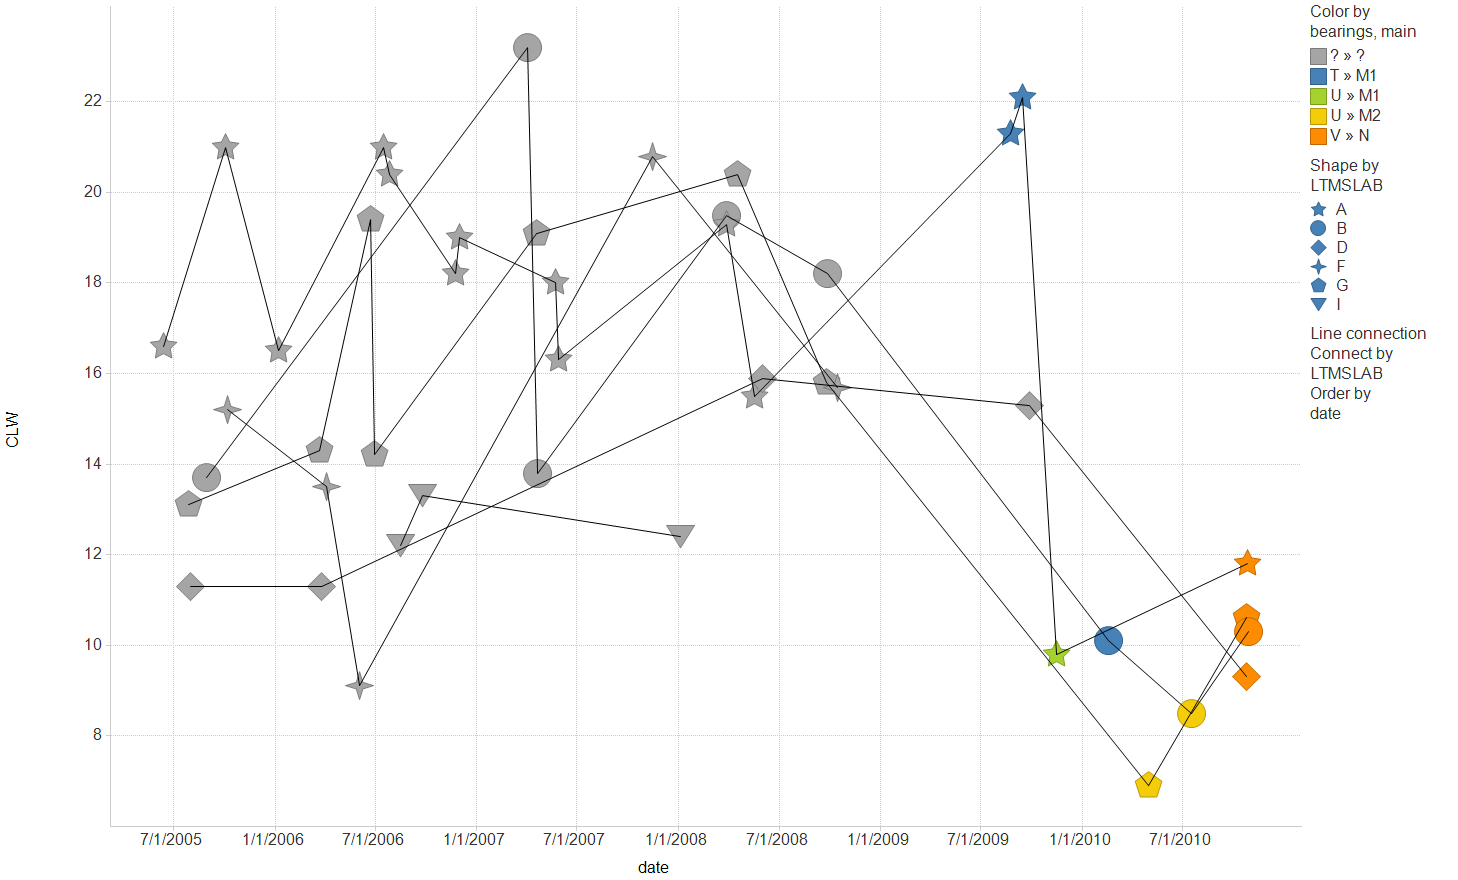 Color by
bearings, main
? » ?
T » M1
U » M1
U » M2
V » N
Shape by
LTMSLAB
A
B
D
F
G
I
Line connection
Connect by
LTMSLAB
Order by
date
CLW
22
20
18
16
14
12
10
8
7/1/2005 1/1/2006 7/1/2006 1/1/2007 7/1/2007 1/1/2008 7/1/2008 1/1/2009 7/1/2009 1/1/2010 7/1/2010
date